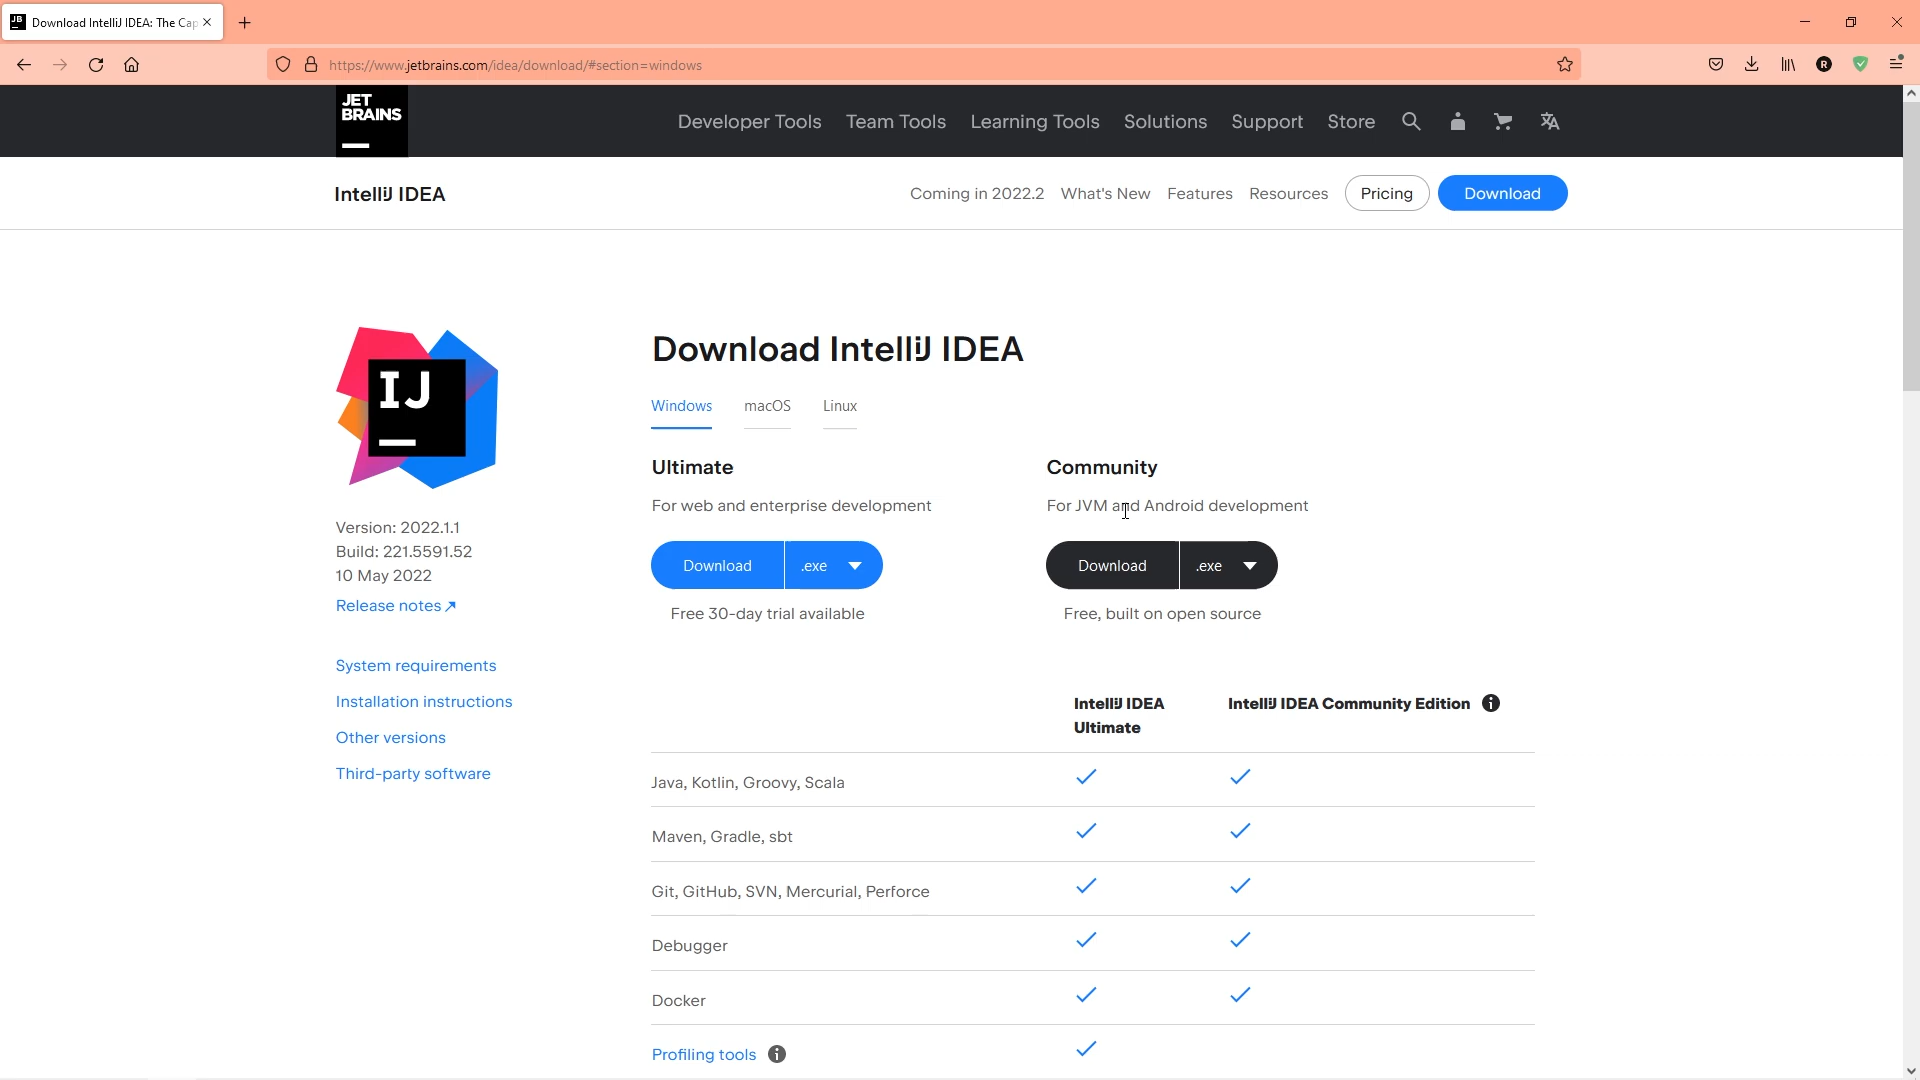 JB
Download IntelliJ IDEA: The Cap
https://www.jetbrains.com/idea/download/#section=windows
R
JET
BRAINS
Developer Tools
Team Tools
Learning Tools
Solutions
Support
Store
IntelliJ IDEA
Coming in 2022.2
What's New
Features
Resources
Pricing
Download
IJ
Version: 2022.1.1
Build: 221.5591.52
10 May 2022
Release notes ↗
System requirements
Installation instructions
Other versions
Third-party software
Download IntelliJ IDEA
Windows
macOS
Linux
Ultimate
For web and enterprise development
Download
.exe
Free 30-day trial available
Community
For JVM and Android development
Download
.exe
Free, built on open source
IntelliJ IDEA
Ultimate
IntelliJ IDEA Community Edition
Java, Kotlin, Groovy, Scala
Maven, Gradle, sbt
Git, GitHub, SVN, Mercurial, Perforce
Debugger
Docker
Profiling tools